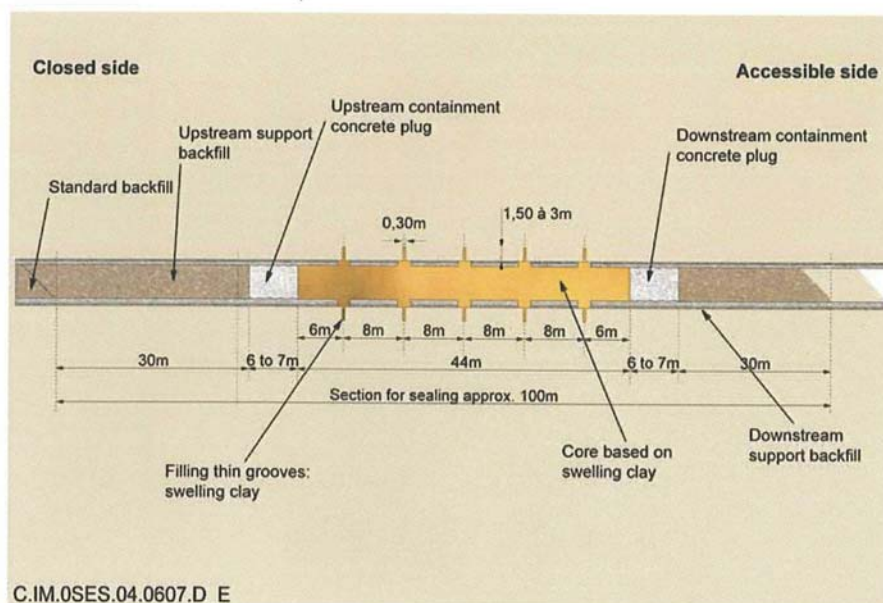 Closed side
Accessible side
Upstream containment
concrete plug
Upstream support
backfill
Standard backfill
Downstream containment
concrete plug
0,30m
1,50 à 3m
6m
8m
8m
8m
8m
6m
30m
6 to 7m
44m
6 to 7m
30m
Section for sealing approx. 100m
Filling thin grooves:
swelling clay
Core based on
swelling clay
Downstream
support backfill
C.IM.0SES.04.0607.D E